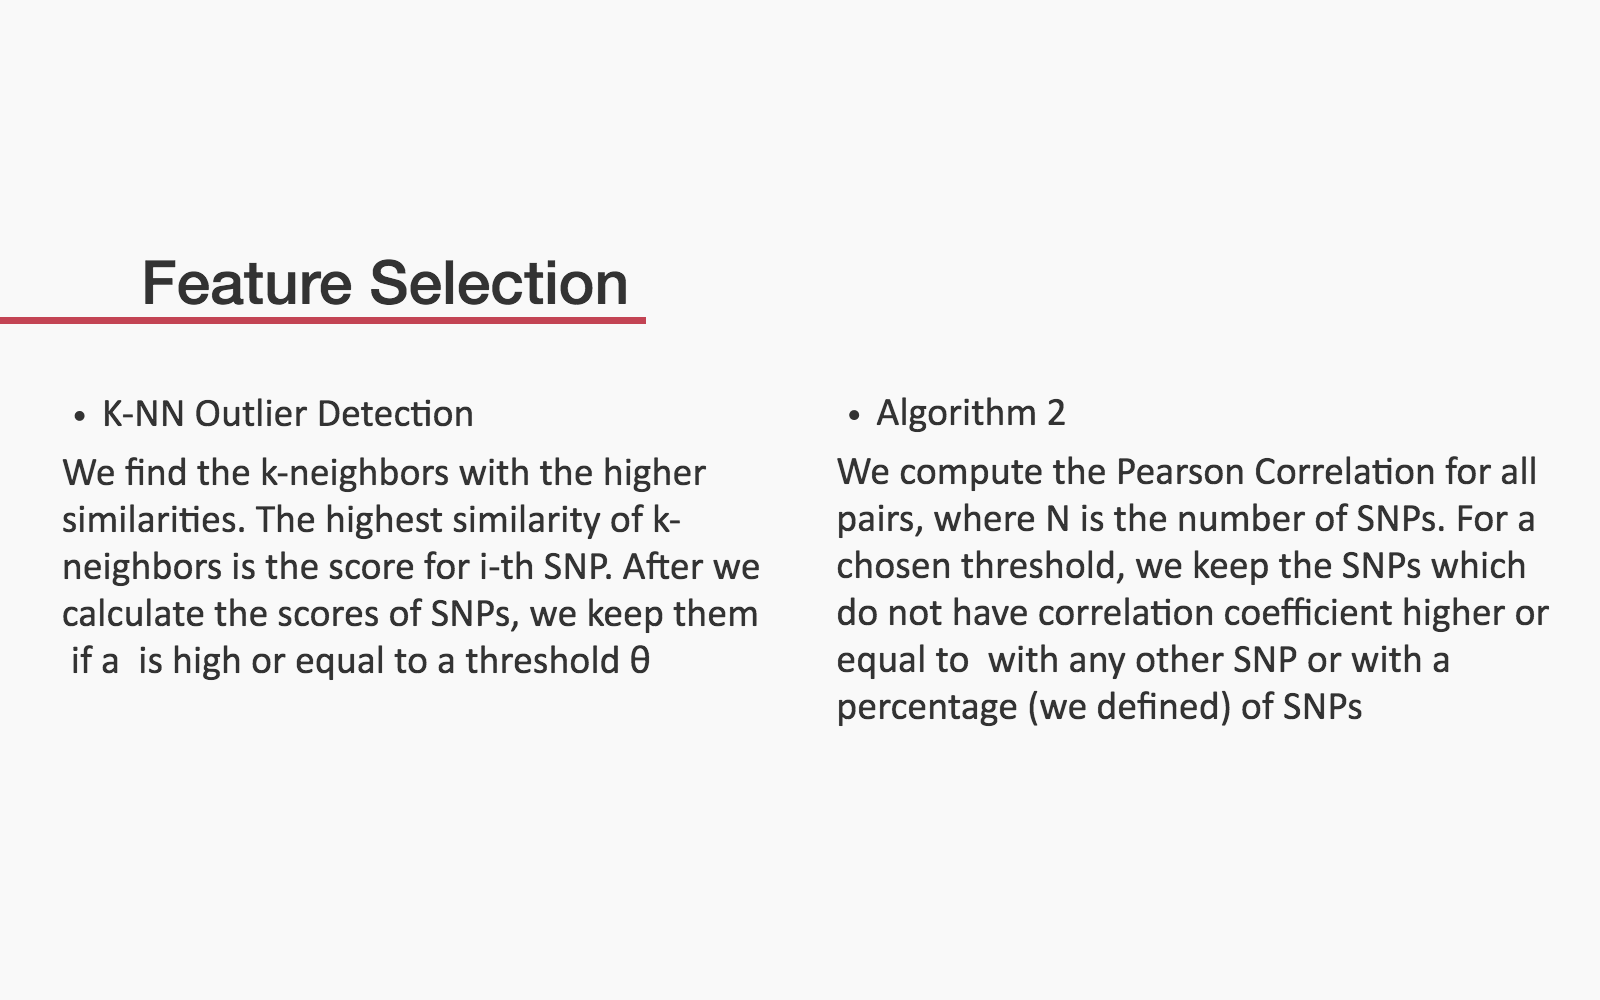 Feature Selection
• K-NN Outlier Detection
We find the k-neighbors with the higher
similarities. The highest similarity of k-
neighbors is the score for i-th SNP. After we
calculate the scores of SNPs, we keep them
if a  is high or equal to a threshold θ
• Algorithm 2
We compute the Pearson Correlation for all
pairs, where N is the number of SNPs. For a
chosen threshold, we keep the SNPs which
do not have correlation coefficient higher or
equal to  with any other SNP or with a
percentage (we defined) of SNPs